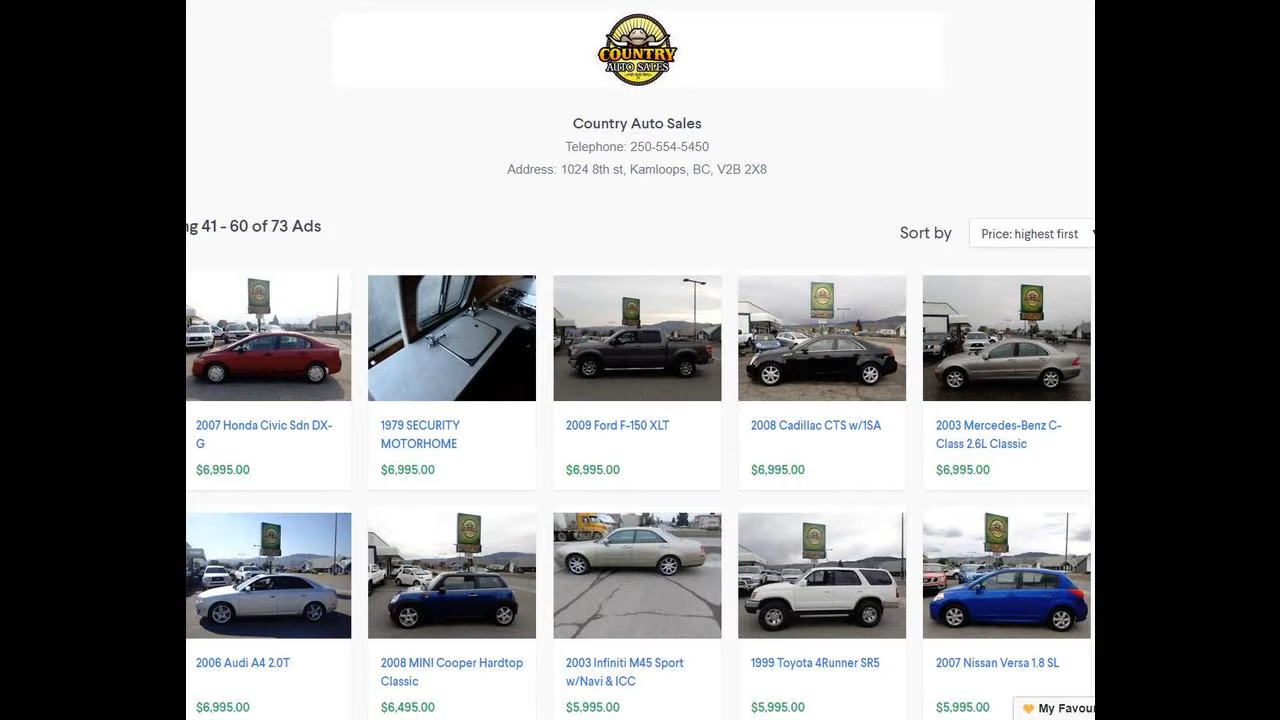 COUNTRY
AUTO SALES
Country Auto Sales
Telephone: 250-554-5450
Address: 1024 8th st, Kamloops, BC, V2B 2X8
ng 41 - 60 of 73 Ads
Sort by
Price: highest first
2007 Honda Civic Sdn DX-
G
$6,995.00
1979 SECURITY
MOTORHOME
$6,995.00
2009 Ford F-150 XLT
$6,995.00
2008 Cadillac CTS w/1SA
$6,995.00
2003 Mercedes-Benz C-
Class 2.6L Classic
$6,995.00
2006 Audi A4 2.0T
$6,995.00
2008 MINI Cooper Hardtop
Classic
$6,495.00
2003 Infiniti M45 Sport
w/Navi & ICC
$5,995.00
1999 Toyota 4Runner SR5
$5,995.00
2007 Nissan Versa 1.8 SL
$5,995.00
My Favou